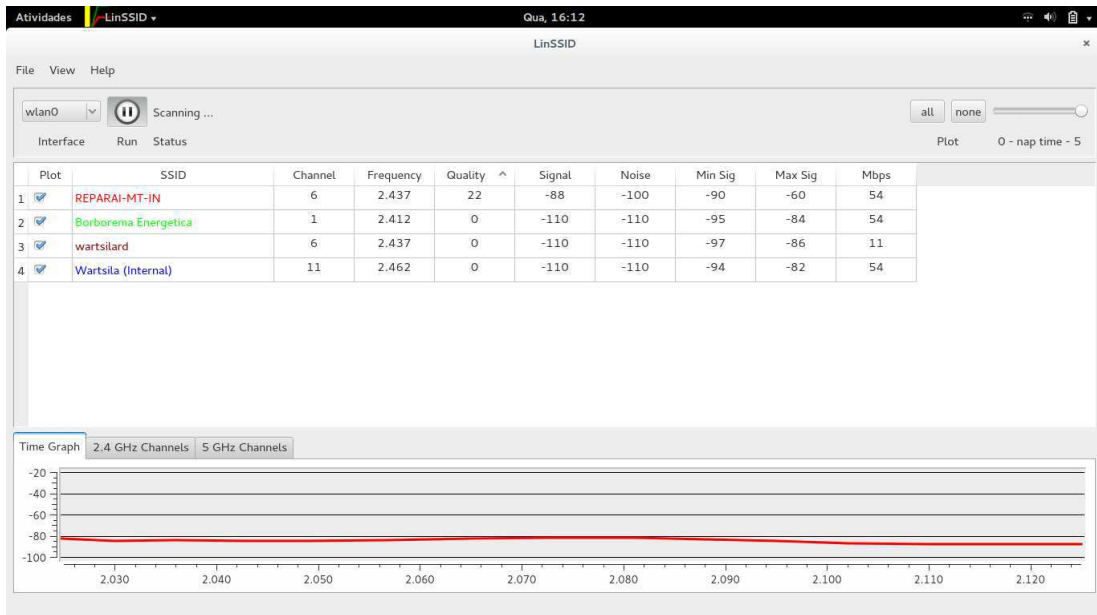 Atividades LinSSID Qua, 16:12
LinSSID
File View Help
wlan0 Scanning ... all none
Interface Run Status Plot 0 - nap time - 5
Plot SSID Channel Frequency Quality Signal Noise Min Sig Max Sig Mbps
1 REPARAI-MT-IN 6 2.437 22 -88 -100 -90 -60 54
2 Borborema Energetica 1 2.412 0 -110 -110 -95 -84 54
3 wartsilard 6 2.437 0 -110 -110 -97 -86 11
4 Wartsila (Internal) 11 2.462 0 -110 -110 -94 -82 54
Time Graph 2.4 GHz Channels 5 GHz Channels
-20
-40
-60
-80
-100
2.030 2.040 2.050 2.060 2.070 2.080 2.090 2.100 2.110 2.120